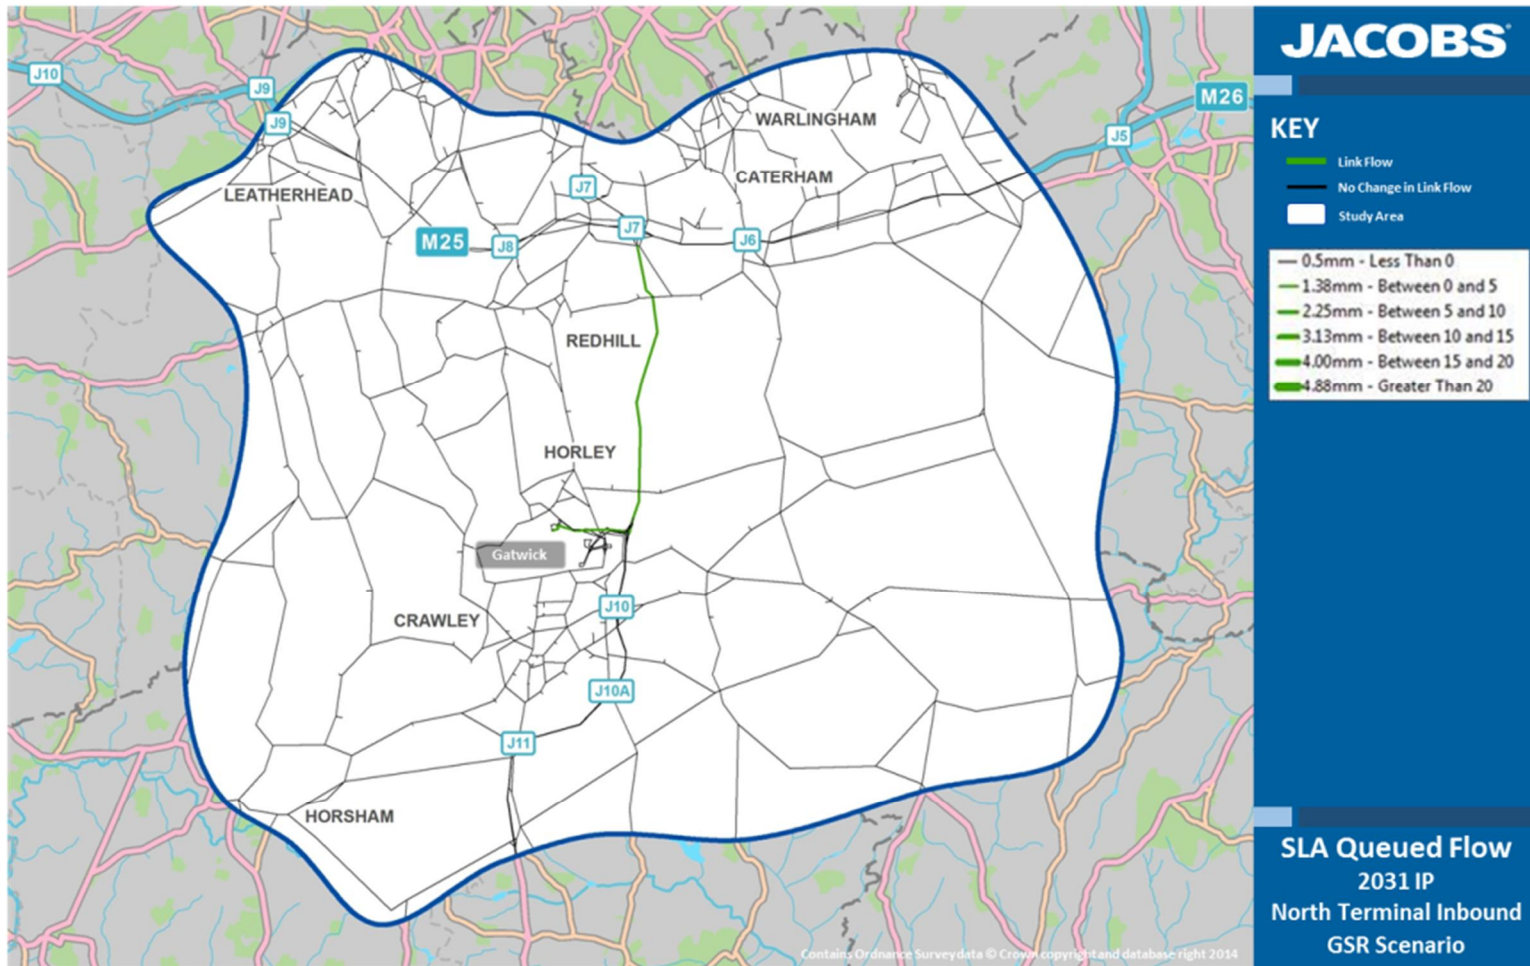 JACOBS
J10
J9
M26
J9
WARLINGHAM
J5
KEY
Link Flow
CATERHAM
J7
No Change in Link Flow
LEATHERHEAD
Study Area
J7
M25
J8
J6
0.5mm - Less Than 0
1.38mm - Between 0 and 5
2.25mm - Between 5 and 10
3.13mm - Between 10 and 15
4.00mm - Between 15 and 20
4.88mm - Greater Than 20
REDHILL
HORLEY
Gatwick
J10
CRAWLEY
J10A
J11
HORSHAM
SLA Queued Flow
2031 IP
North Terminal Inbound
GSR Scenario
Contains Ordnance Survey data © Crown copyright and database right 2014